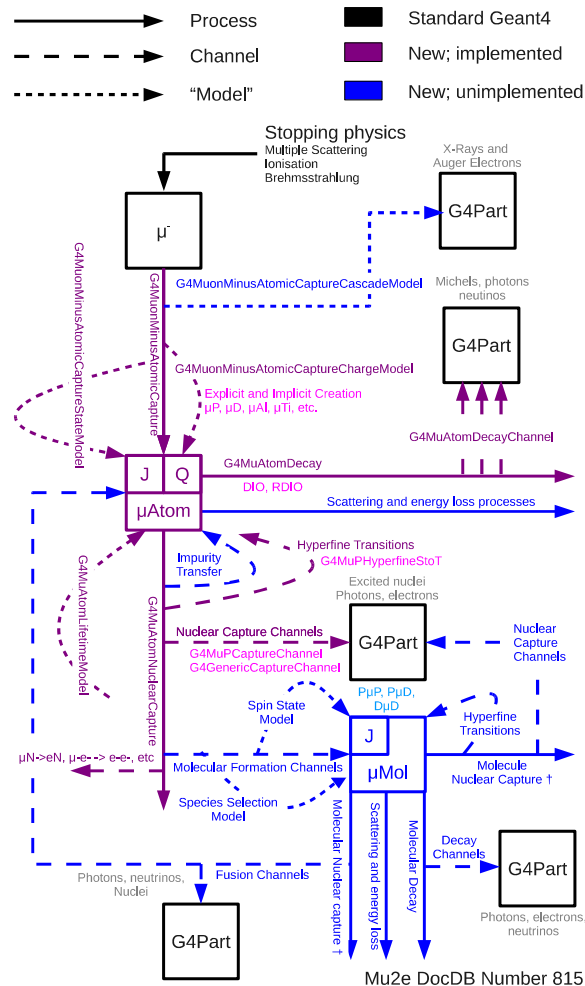 Process
Standard Geant4
Channel
New; implemented
“Model”
New; unimplemented
Stopping physics
Multiple Scattering
Ionisation
Brehmsstrahlung
X-Rays and
Auger Electrons
G4Part
μ-
G4MuonMinusAtomicCaptureCascadeModel
Michels, photons
neutinos
G4Part
G4MuonMinusAtomicCaptureStateModel
G4MuonMinusAtomicCapture
G4MuonMinusAtomicCaptureChargeModel
Explicit and Implicit Creation
μP, μD, μAl, μTi, etc.
G4MuAtomDecayChannel
J
Q
μAtom
G4MuAtomDecay
DIO, RDIO
Scattering and energy loss processes
Impurity
Transfer
Hyperfine Transitions
G4MuPHyperfineStoT
G4MuAtomLifetimeModel
G4MuAtomNuclearCapture
Excited nuclei
Photons, electrons
G4Part
Nuclear Capture Channels
G4MuPCaptureChannel
G4GenericCaptureChannel
Nuclear
Capture
Channels
Spin State
Model
PμP, PμD,
DμD
J
μMol
Hyperfine
Transitions
μN->eN, μ-e--> e-e-, etc
Molecular Formation Channels
Molecule
Nuclear Capture †
Species Selection
Model
Molecular Nuclear capture †
Scattering and energy loss
Molecular Decay
Decay
Channels
G4Part
Photons, electrons,
neutrinos
Photons, neutrinos,
Nuclei
Fusion Channels
G4Part
Mu2e DocDB Number 815